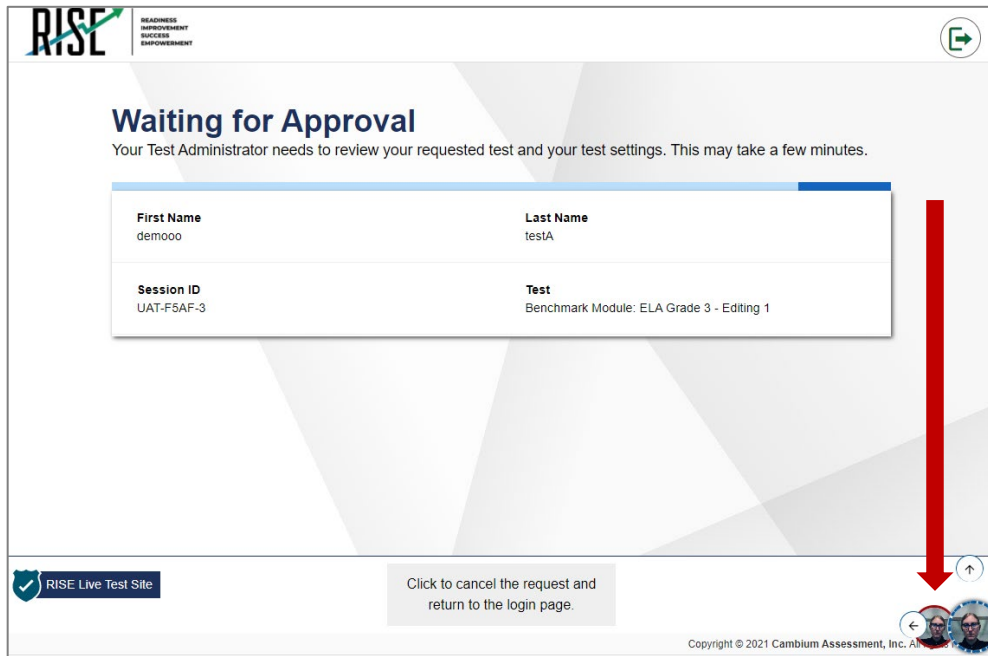 RISE
READINESS
IMPROVEMENT
SUCCESS
EMPOWERMENT
Waiting for Approval
Your Test Administrator needs to review your requested test and your test settings. This may take a few minutes.
First Name
demooo
Last Name
testA
Session ID
UAT-F5AF-3
Test
Benchmark Module: ELA Grade 3 - Editing 1
RISE Live Test Site
Click to cancel the request and
return to the login page.
Copyright © 2021 Cambium Assessment, Inc.